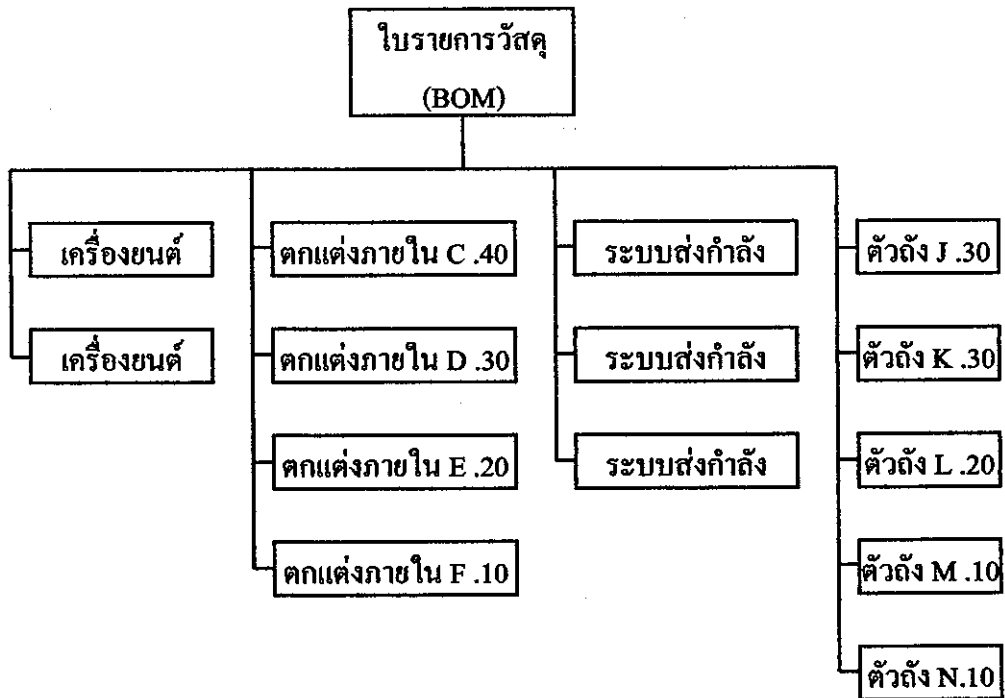 ใบรายการวัสดุ
(BOM)
เครื่องยนต์
เครื่องยนต์
ตกแต่งภายใน C .40
ตกแต่งภายใน D .30
ตกแต่งภายใน E .20
ตกแต่งภายใน F .10
ระบบส่งกำลัง
ระบบส่งกำลัง
ระบบส่งกำลัง
ตัวถัง J .30
ตัวถัง K .30
ตัวถัง L .20
ตัวถัง M .10
ตัวถัง N.10